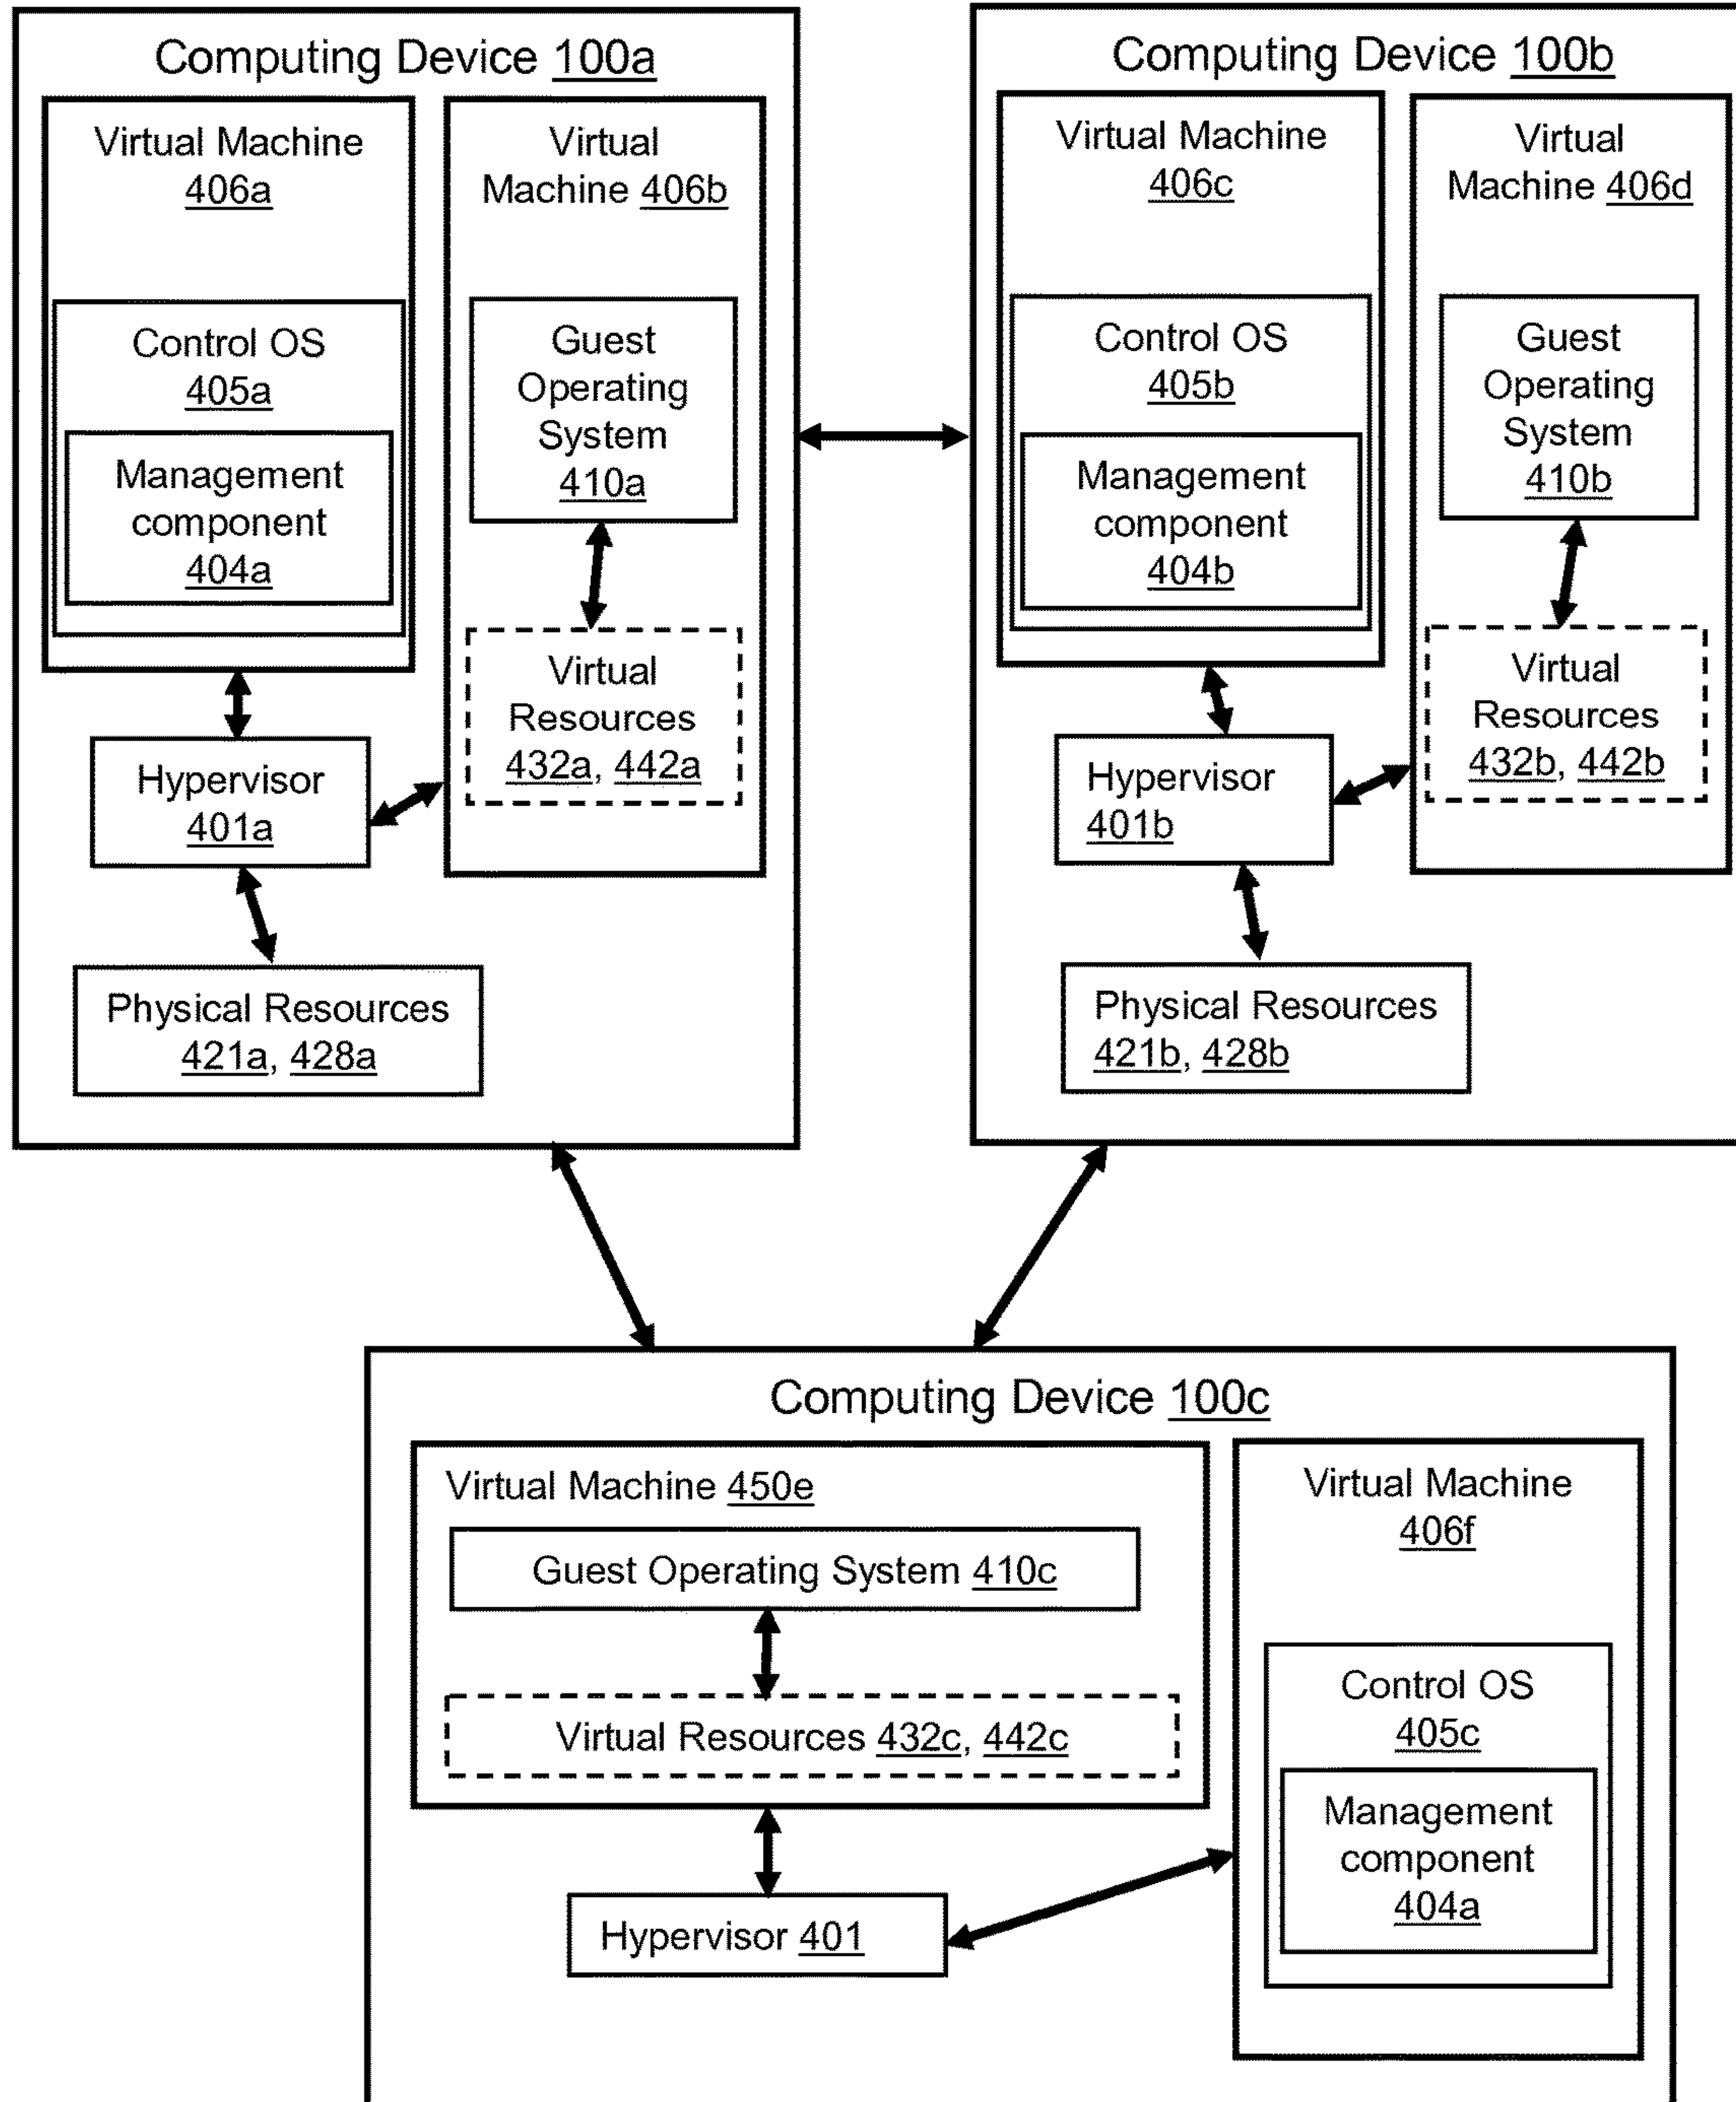 Computing Device 100a
Virtual Machine
406a
Control OS
405a
Management
component
404a
Virtual
Machine 406b
Guest
Operating
System
410a
Virtual
Resources
432a, 442a
Hypervisor
401a
Physical Resources
421a, 428a
Computing Device 100b
Virtual Machine
406c
Control OS
405b
Management
component
404b
Virtual
Machine 406d
Guest
Operating
System
410b
Virtual
Resources
432b, 442b
Hypervisor
401b
Physical Resources
421b, 428b
Computing Device 100c
Virtual Machine 450e
Guest Operating System 410c
Virtual Resources 432c, 442c
Hypervisor 401
Virtual Machine
406f
Control OS
405c
Management
component
404a